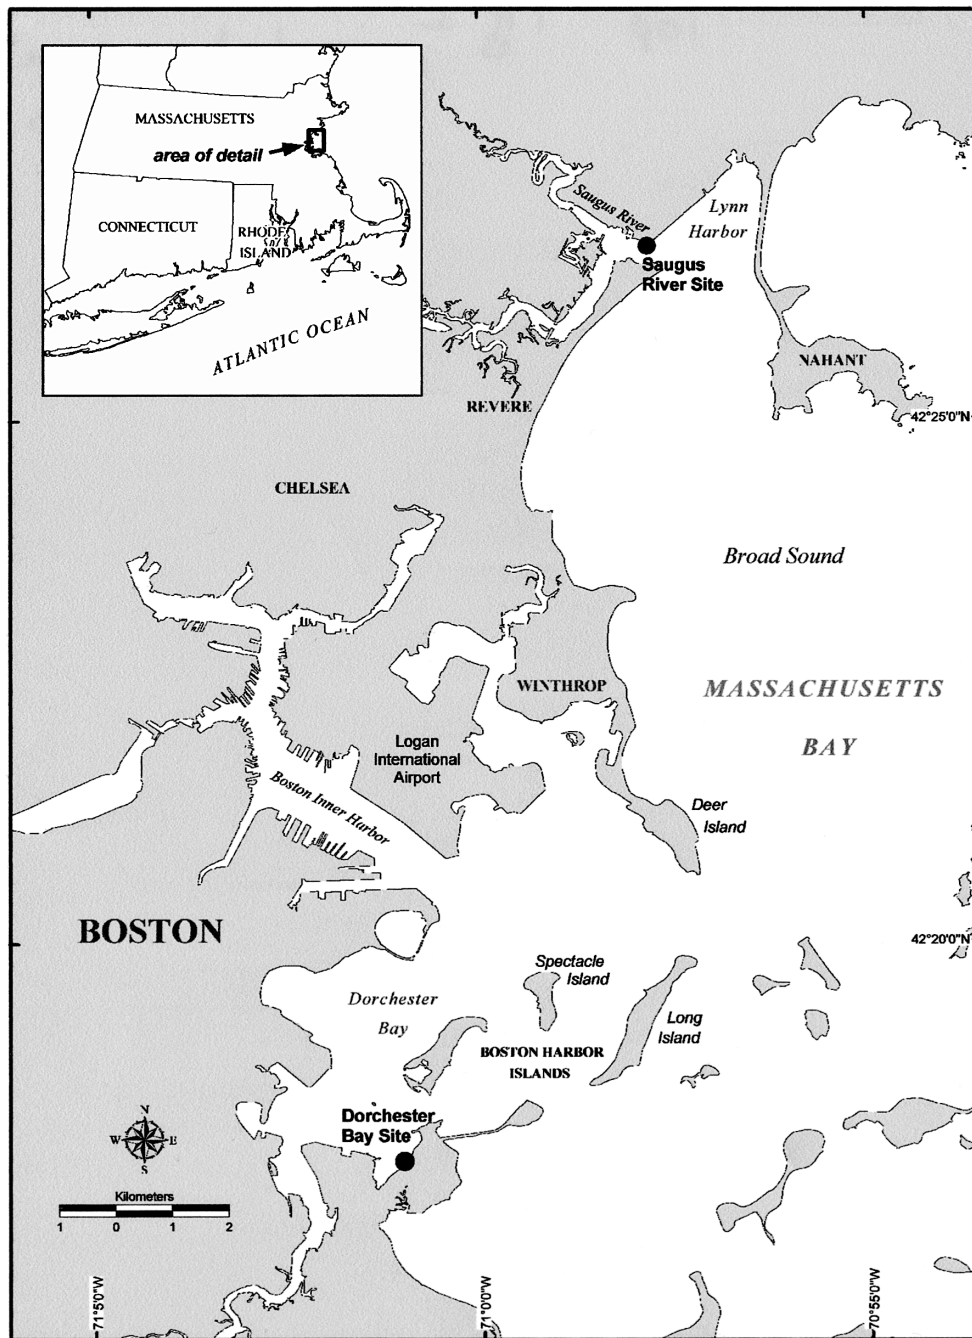 MASSACHUSETTS
area of detail
CONNECTICUT
RHODE
ISLAND
ATLANTIC OCEAN
Saugus River
Lynn
Harbor
Saugus
River Site
NAHANT
REVERE
42°25'0"N
CHELSEA
Broad Sound
WINTHROP
MASSACHUSETTS
BAY
Logan
International
Airport
Boston Inner Harbor
Deer
Island
BOSTON
42°20'0"N
Spectacle
Island
Dorchester
Bay
Long
Island
BOSTON HARBOR
ISLANDS
Dorchester
Bay Site
N
W E
S
Kilometers
1 0 1 2
71°5'0"W
71°0'0"W
70°55'0"W